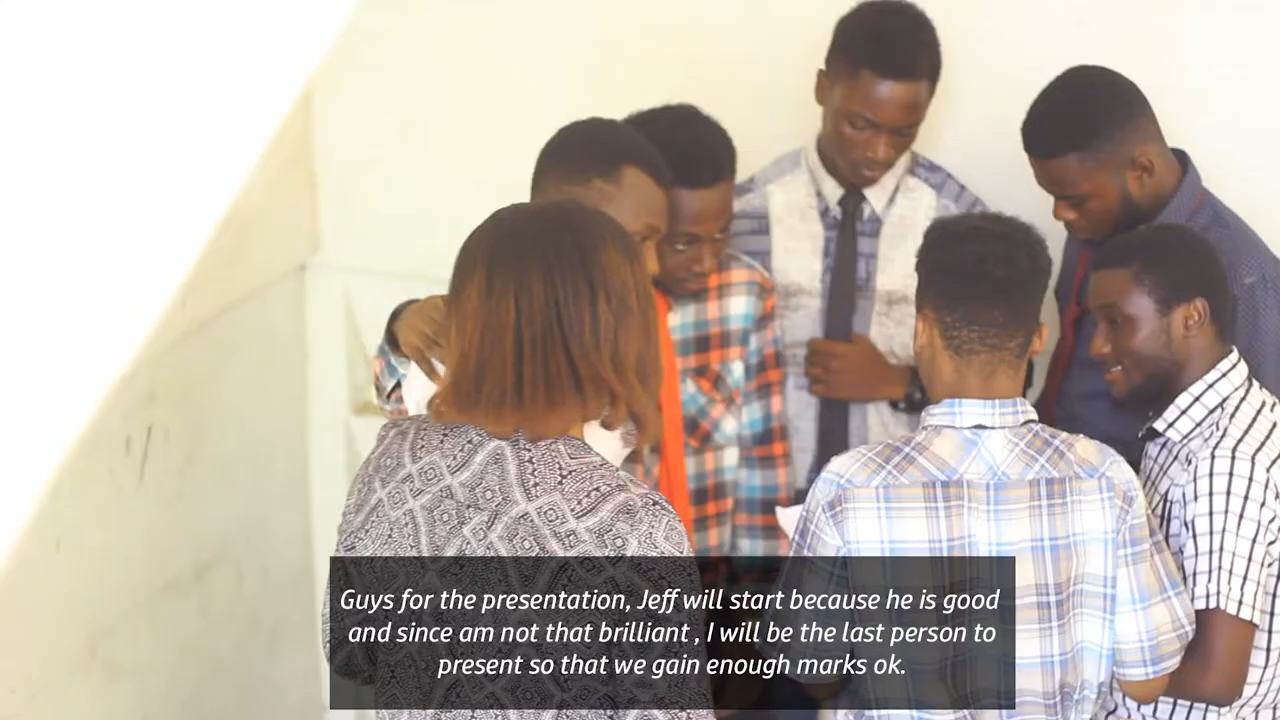 Guys for the presentation, Jeff will start because he is good
and since am not that brilliant , I will be the last person to
present so that we gain enough marks ok.